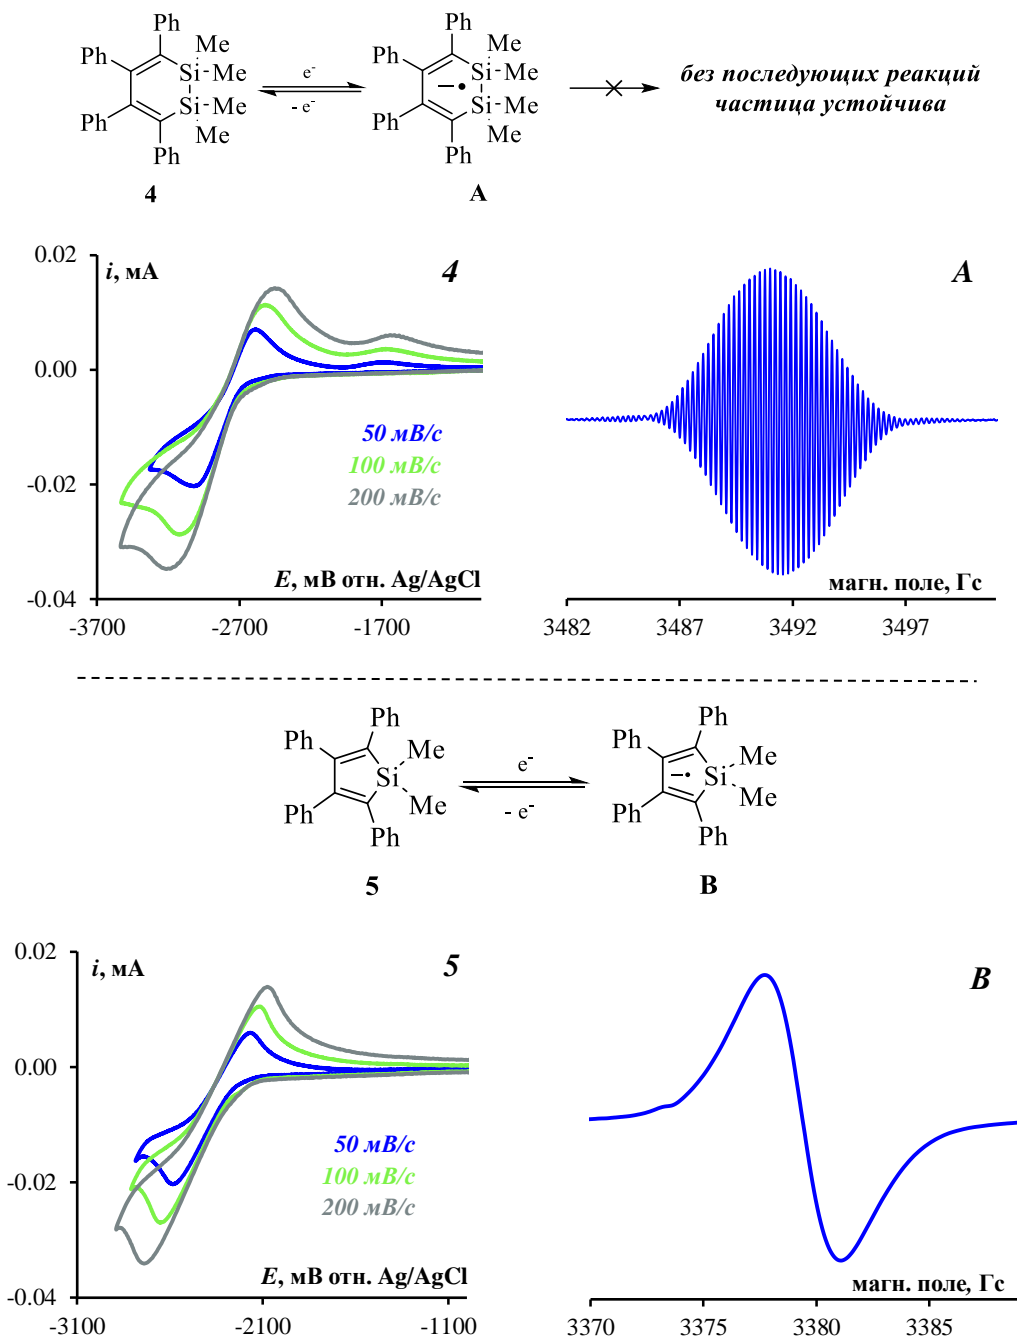 Ph Ph Me
Ph Si Me
e-
- e-
Ph Si Me
Ph Me
4
Ph Ph Me
Ph Si Me
Ph Si Me
Ph Me
A
без последующих реакций
частица устойчива
i, мА
4
0.02
0.00
-0.02
-0.04
50 мВ/с
100 мВ/с
200 мВ/с
E, мВ отн. Ag/AgCl
-3700 -2700 -1700
A
магн. поле, Гс
3482 3487 3492 3497
Ph Ph
Me
Si
Me
Ph Ph
5
e-
- e-
Ph Ph
Me
Si
Me
Ph Ph
B
i, мА
5
0.02
0.00
-0.02
-0.04
50 мВ/с
100 мВ/с
200 мВ/с
E, мВ отн. Ag/AgCl
-3100 -2100 -1100
B
магн. поле, Гс
3370 3375 3380 3385